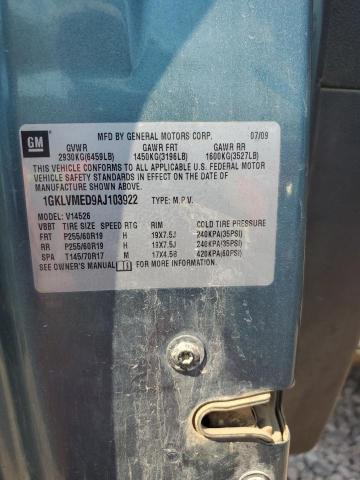 GM
MFD BY GENERAL MOTORS CORP. 07/09
GVWR GAWR FRT GAWR RR
2930KG(6459LB) 1450KG(3196LB) 1600KG(3527LB)
THIS VEHICLE CONFORMS TO ALL APPLICABLE U.S. FEDERAL MOTOR
VEHICLE SAFETY STANDARDS IN EFFECT ON THE DATE OF
MANUFACTURE SHOWN ABOVE.
1GKLVMED9AJ103922 TYPE: M.P.V.
MODEL: V14526
VBBT TIRE SIZE SPEED RTG RIM COLD TIRE PRESSURE
FRT P255/60R19 H 19X7.5J 240KPA(35PSI)
RR P255/60R19 H 19X7.5J 240KPA(35PSI)
SPA T145/70R17 M 17X4.5B 420KPA(60PSI)
SEE OWNER'S MANUAL FOR MORE INFORMATION.